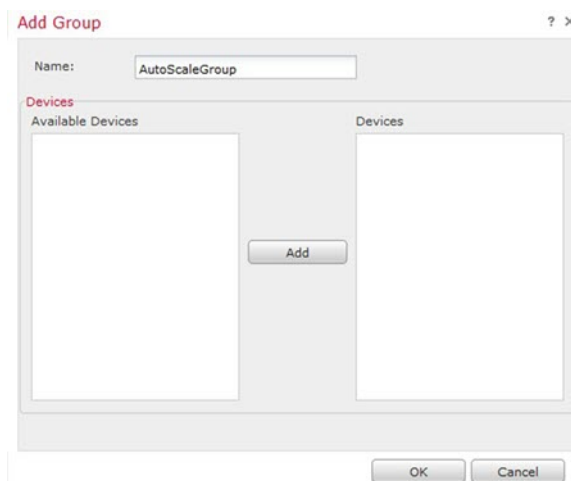 Add Group
? X
Name:
AutoScaleGroup
Devices
Available Devices
Devices
Add
OK
Cancel